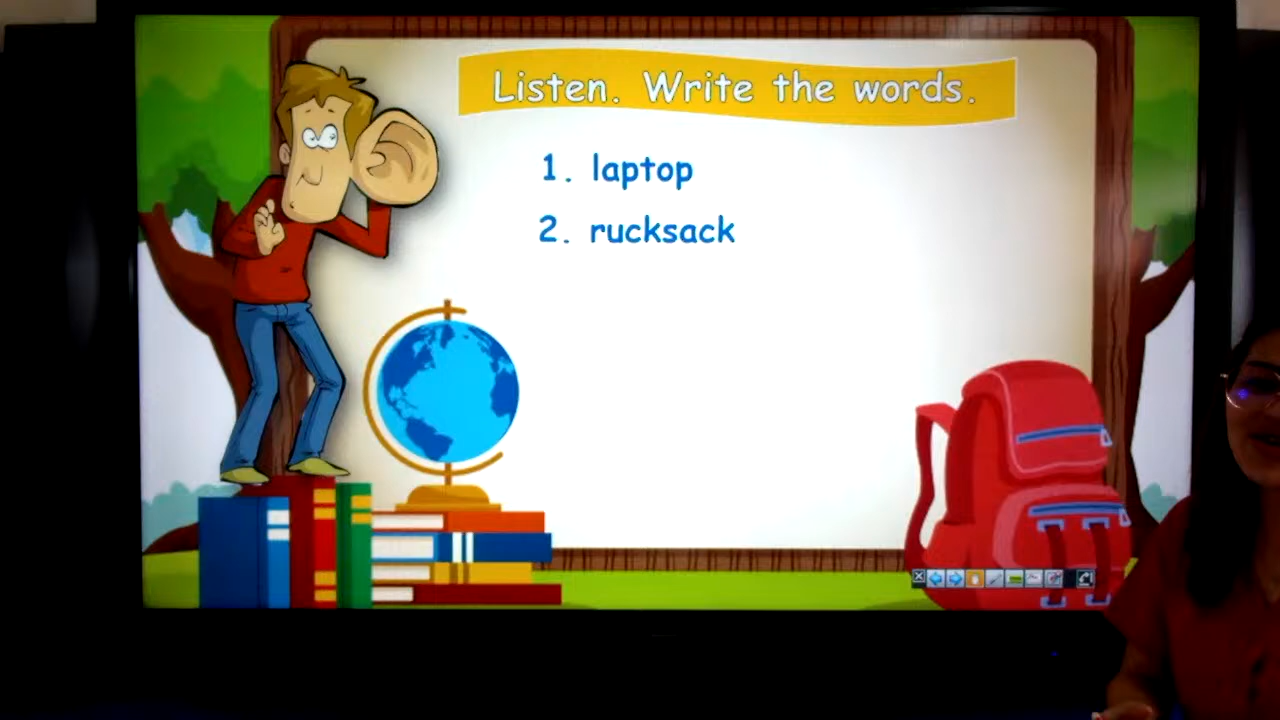 Listen. Write the words.
1. laptop
2. rucksack